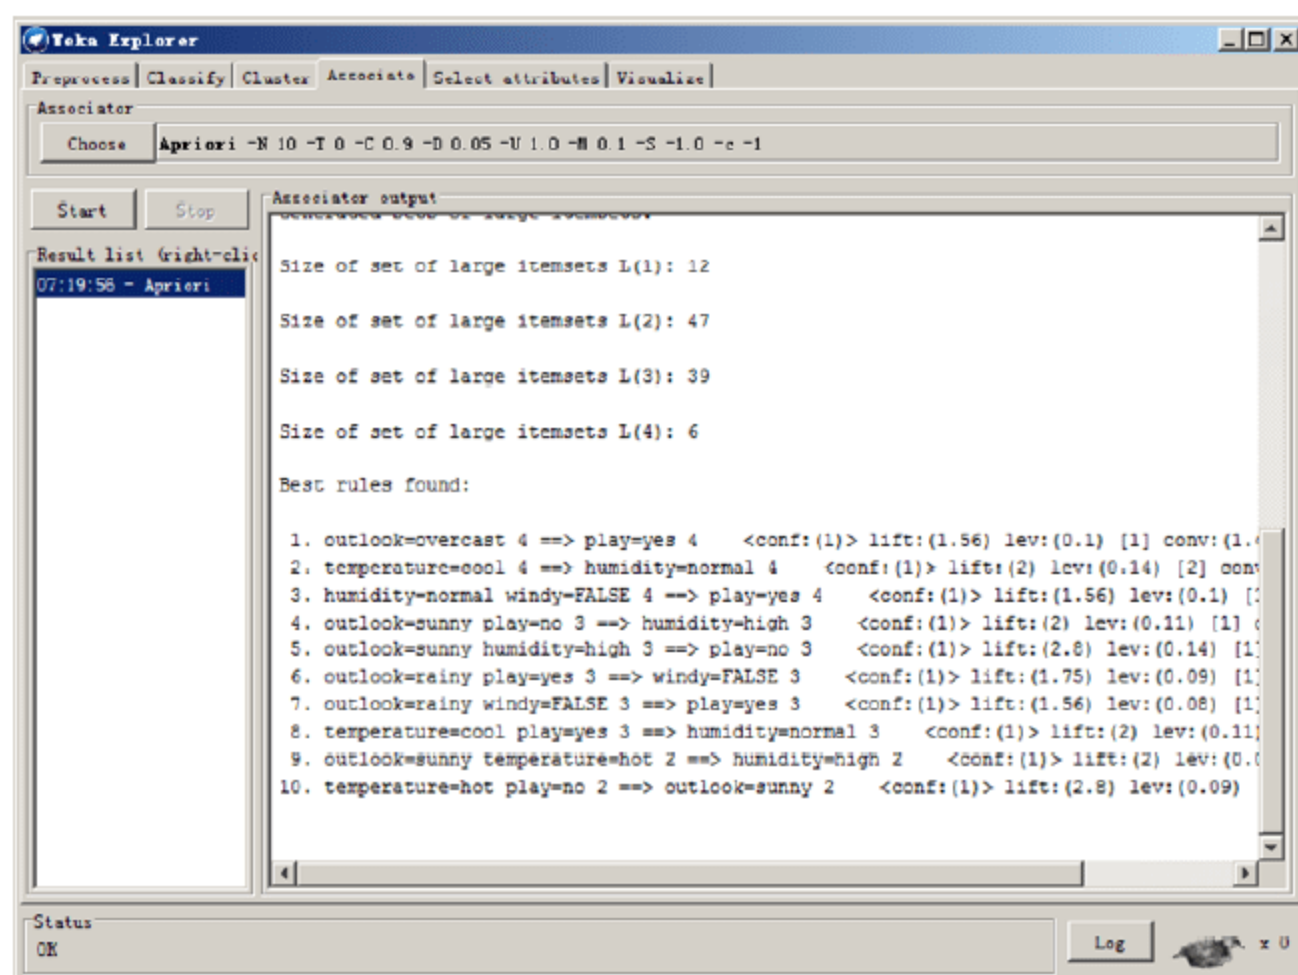 Weka Explorer
Preprocess Classify Cluster Associate Select attributes Visualize
Associator
Choose Apriori -N 10 -T 0 -C 0.9 -D 0.05 -U 1.0 -M 0.1 -S -1.0 -c -1
Start Stop
Associator output
Generated sets of large itemsets:
Result list (right-clic
07:19:56 - Apriori
Size of set of large itemsets L(1): 12
Size of set of large itemsets L(2): 47
Size of set of large itemsets L(3): 39
Size of set of large itemsets L(4): 6
Best rules found:
1. outlook=overcast 4 ==> play=yes 4 <conf:(1)> lift:(1.56) lev:(0.1) [1] conv:(1.4
2. temperature=cool 4 ==> humidity=normal 4 <conf:(1)> lift:(2) lev:(0.14) [2] conv
3. humidity=normal windy=FALSE 4 ==> play=yes 4 <conf:(1)> lift:(1.56) lev:(0.1) [1
4. outlook=sunny play=no 3 ==> humidity=high 3 <conf:(1)> lift:(2) lev:(0.11) [1] c
5. outlook=sunny humidity=high 3 ==> play=no 3 <conf:(1)> lift:(2.8) lev:(0.14) [1]
6. outlook=rainy play=yes 3 ==> windy=FALSE 3 <conf:(1)> lift:(1.75) lev:(0.09) [1]
7. outlook=rainy windy=FALSE 3 ==> play=yes 3 <conf:(1)> lift:(1.56) lev:(0.08) [1]
8. temperature=cool play=yes 3 ==> humidity=normal 3 <conf:(1)> lift:(2) lev:(0.11)
9. outlook=sunny temperature=hot 2 ==> humidity=high 2 <conf:(1)> lift:(2) lev:(0.0
10. temperature=hot play=no 2 ==> outlook=sunny 2 <conf:(1)> lift:(2.8) lev:(0.09)
Status
OK
Log
x 0